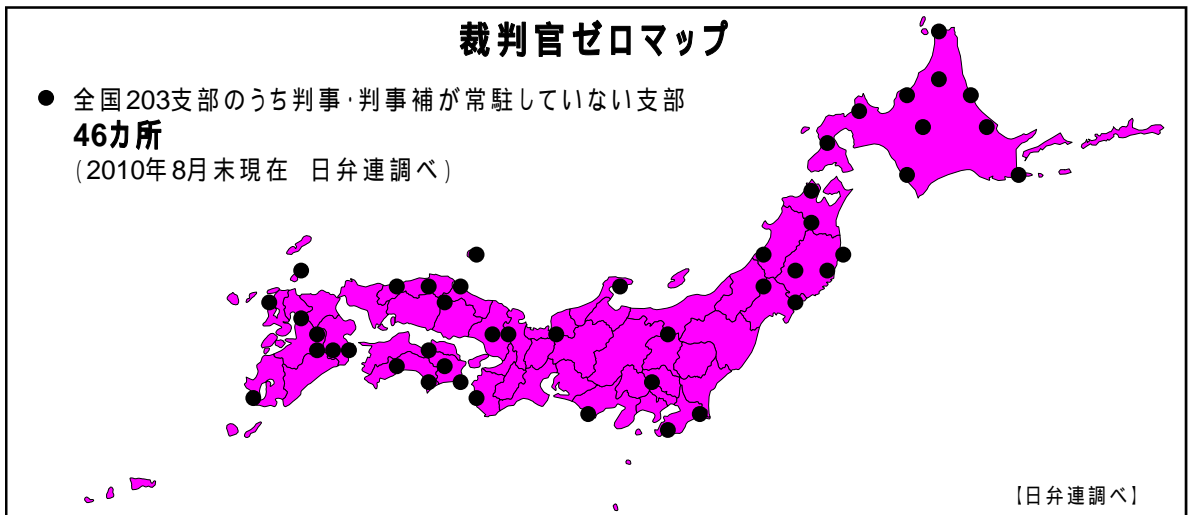 裁判官ゼロマップ
● 全国203支部のうち判事・判事補が常駐していない支部
46カ所
(2010年8月末現在 日弁連調べ)
【日弁連調べ】